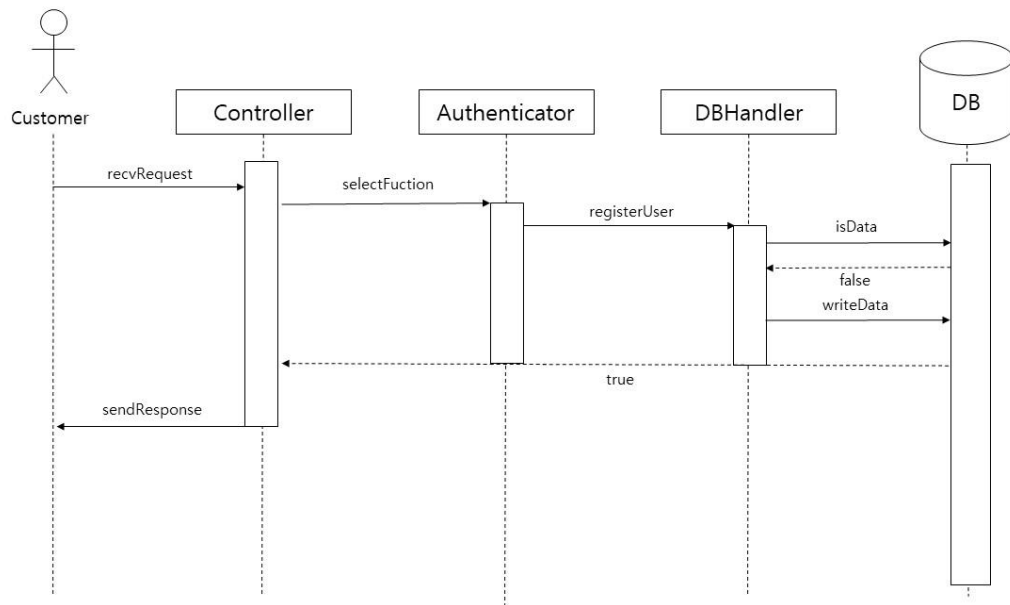 Customer
Controller
Authenticator
DBHandler
DB
recvRequest
selectFuction
registerUser
isData
false
writeData
true
sendResponse